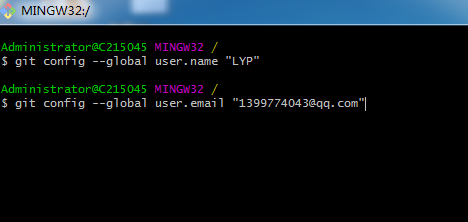 MINGW32:/
Administrator@C215045 MINGW32 /
$ git config --global user.name "LYP"
Administrator@C215045 MINGW32 /
$ git config --global user.email "1399774043@qq.com"